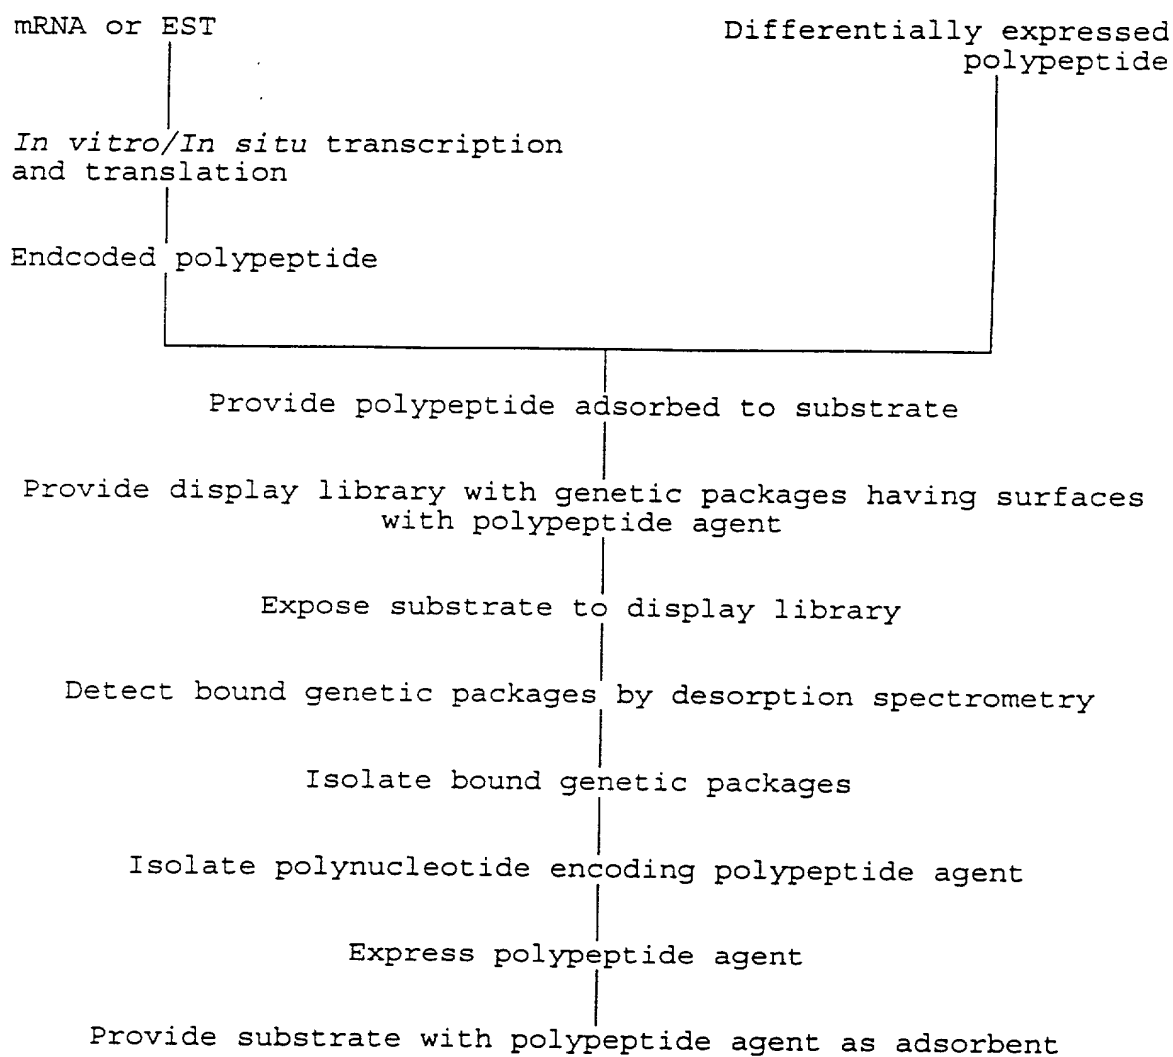 mRNA or EST
Differentially expressed
polypeptide
In vitro/In situ transcription
and translation
Endcoded polypeptide
Provide polypeptide adsorbed to substrate
Provide display library with genetic packages having surfaces
with polypeptide agent
Expose substrate to display library
Detect bound genetic packages by desorption spectrometry
Isolate bound genetic packages
Isolate polynucleotide encoding polypeptide agent
Express polypeptide agent
Provide substrate with polypeptide agent as adsorbent